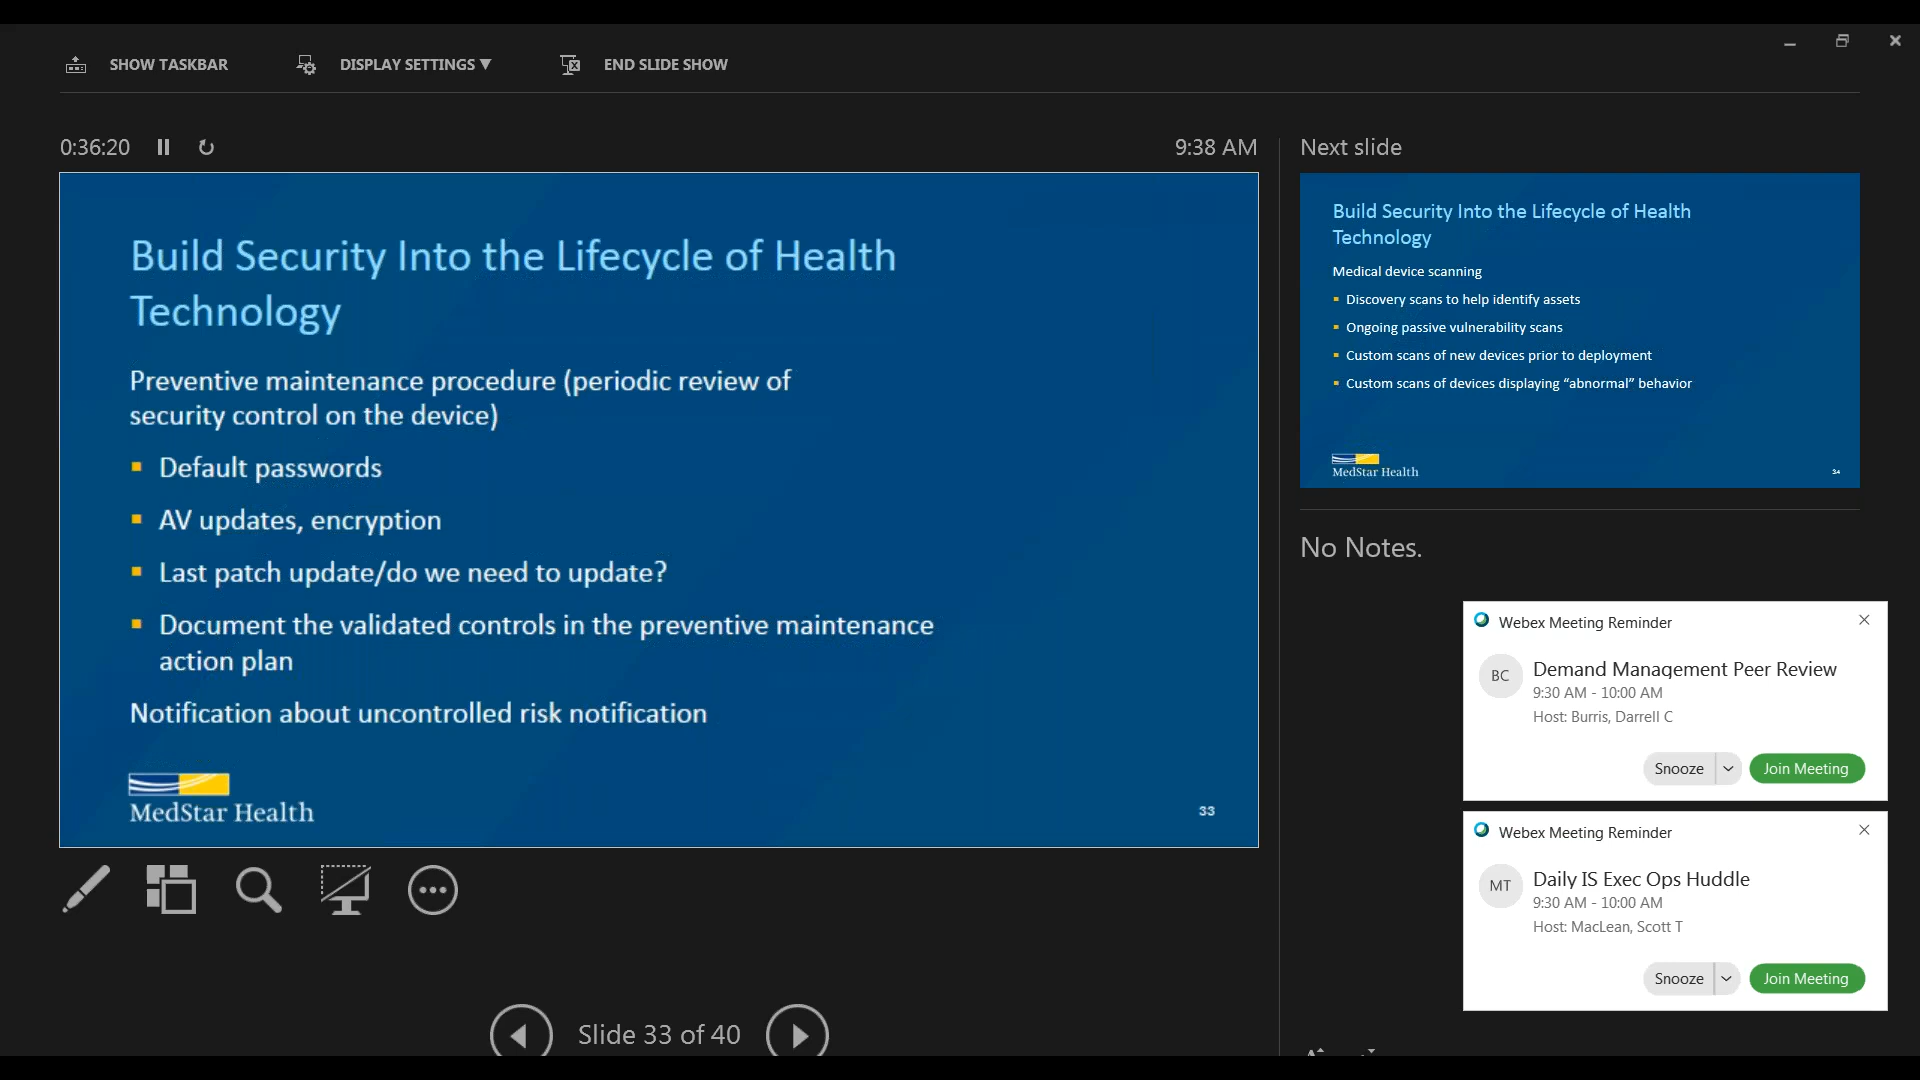 SHOW TASKBAR
DISPLAY SETTINGS ▼
END SLIDE SHOW
0:36:20
9:38 AM
Build Security Into the Lifecycle of Health
Technology
Preventive maintenance procedure (periodic review of
security control on the device)
▪ Default passwords
▪ AV updates, encryption
▪ Last patch update/do we need to update?
▪ Document the validated controls in the preventive maintenance
action plan
Notification about uncontrolled risk notification
MedStar Health
33
Slide 33 of 40
Next slide
Build Security Into the Lifecycle of Health
Technology
Medical device scanning
▪ Discovery scans to help identify assets
▪ Ongoing passive vulnerability scans
▪ Custom scans of new devices prior to deployment
▪ Custom scans of devices displaying “abnormal” behavior
MedStar Health
34
No Notes.
Webex Meeting Reminder
BC
Demand Management Peer Review
9:30 AM - 10:00 AM
Host: Burris, Darrell C
Snooze
Join Meeting
Webex Meeting Reminder
MT
Daily IS Exec Ops Huddle
9:30 AM - 10:00 AM
Host: MacLean, Scott T
Snooze
Join Meeting